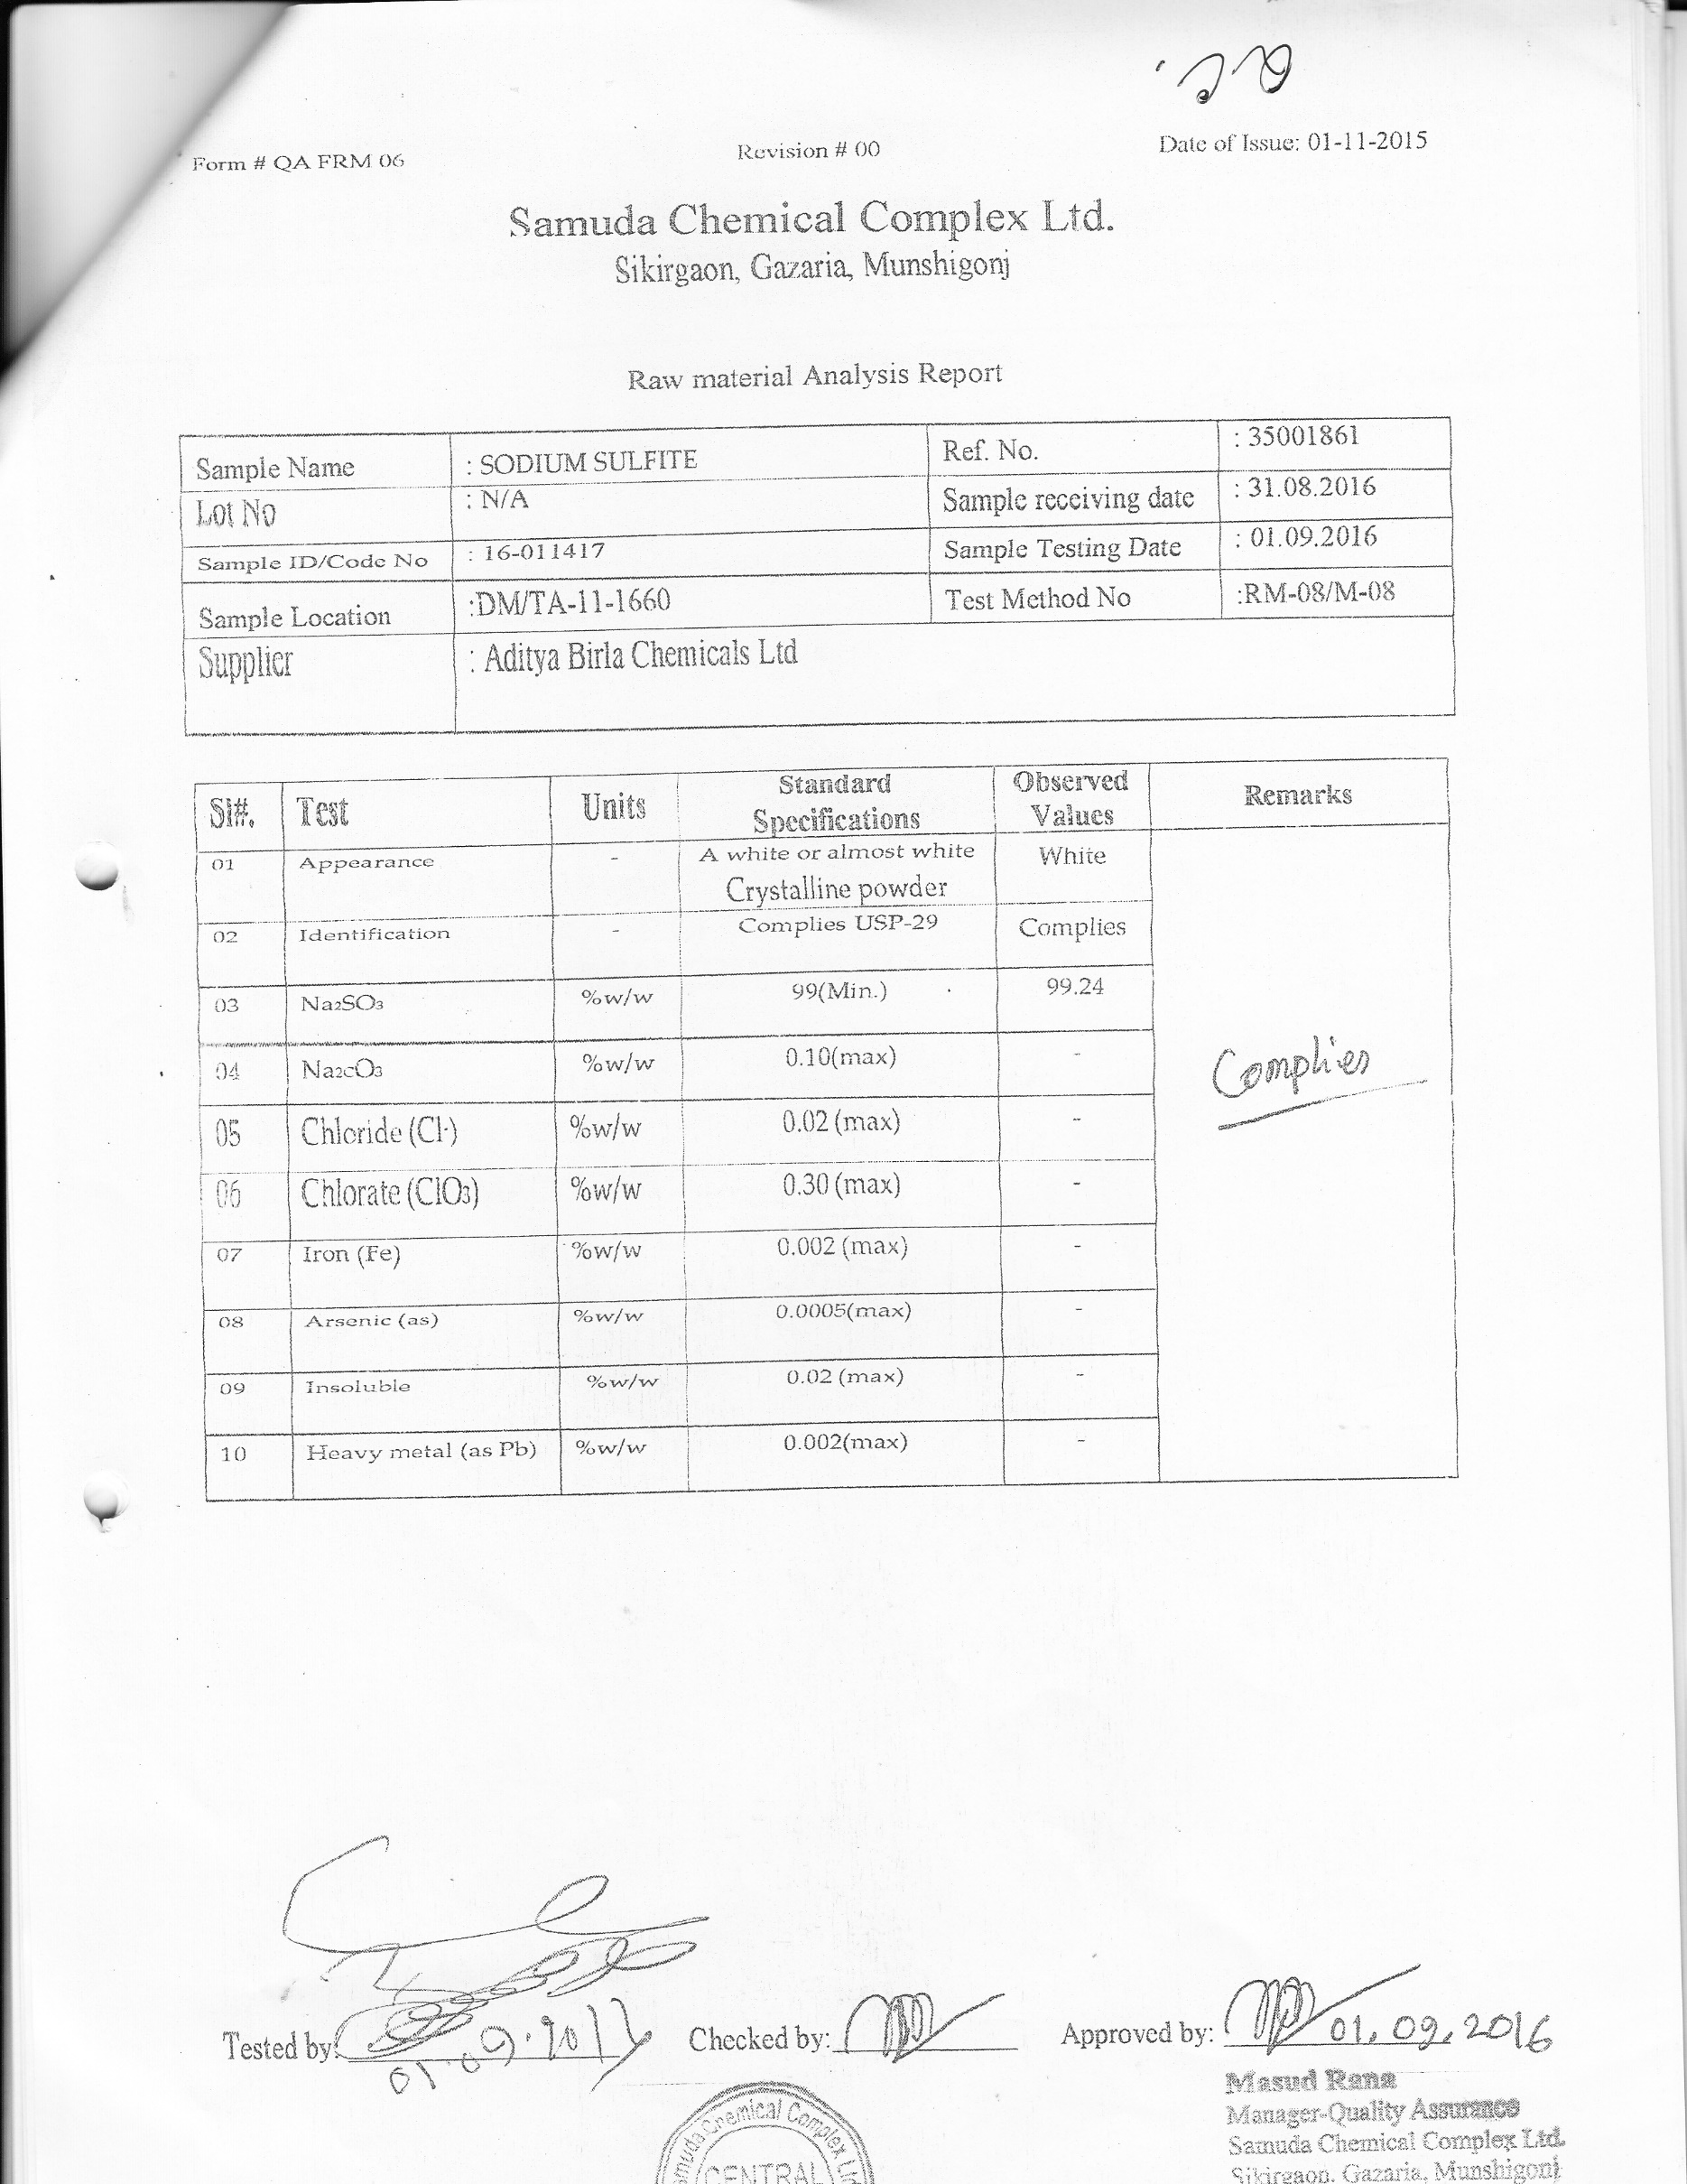 Form # QA FRM 06 Revision # 00 Date of Issue: 01-11-2015
Samuda Chemical Complex Ltd.
Sikirgaon, Gazaria, Munshigonj
Raw material Analysis Report
Sample Name : SODIUM SULFITE Ref. No. : 35001861
Lot No : N/A Sample receiving date : 31.08.2016
Sample ID/Code No : 16-011417 Sample Testing Date : 01.09.2016
Sample Location :DM/TA-11-1660 Test Method No :RM-08/M-08
Supplier : Aditya Birla Chemicals Ltd
Sl#. Test Units Standard Specifications Observed Values Remarks
01 Appearance - A white or almost white Crystalline powder White
02 Identification - Complies USP-29 Complies
03 Na₂SO₃ %w/w 99(Min.) 99.24
04 Na₂cO₃ %w/w 0.10(max) -
Complies
05 Chloride (Cl-) %w/w 0.02 (max) -
06 Chlorate (ClO₃) %w/w 0.30 (max) -
07 Iron (Fe) %w/w 0.002 (max) -
08 Arsenic (as) %w/w 0.0005(max) -
09 Insoluble %w/w 0.02 (max) -
10 Heavy metal (as Pb) %w/w 0.002(max) -
Tested by: Checked by: Approved by: 01.09.2016
Masud Rana
Manager-Quality Assurance
Samuda Chemical Complex Ltd.
Sikirgaon, Gazaria, Munshigonj
Chemical Complex
CENTRAL